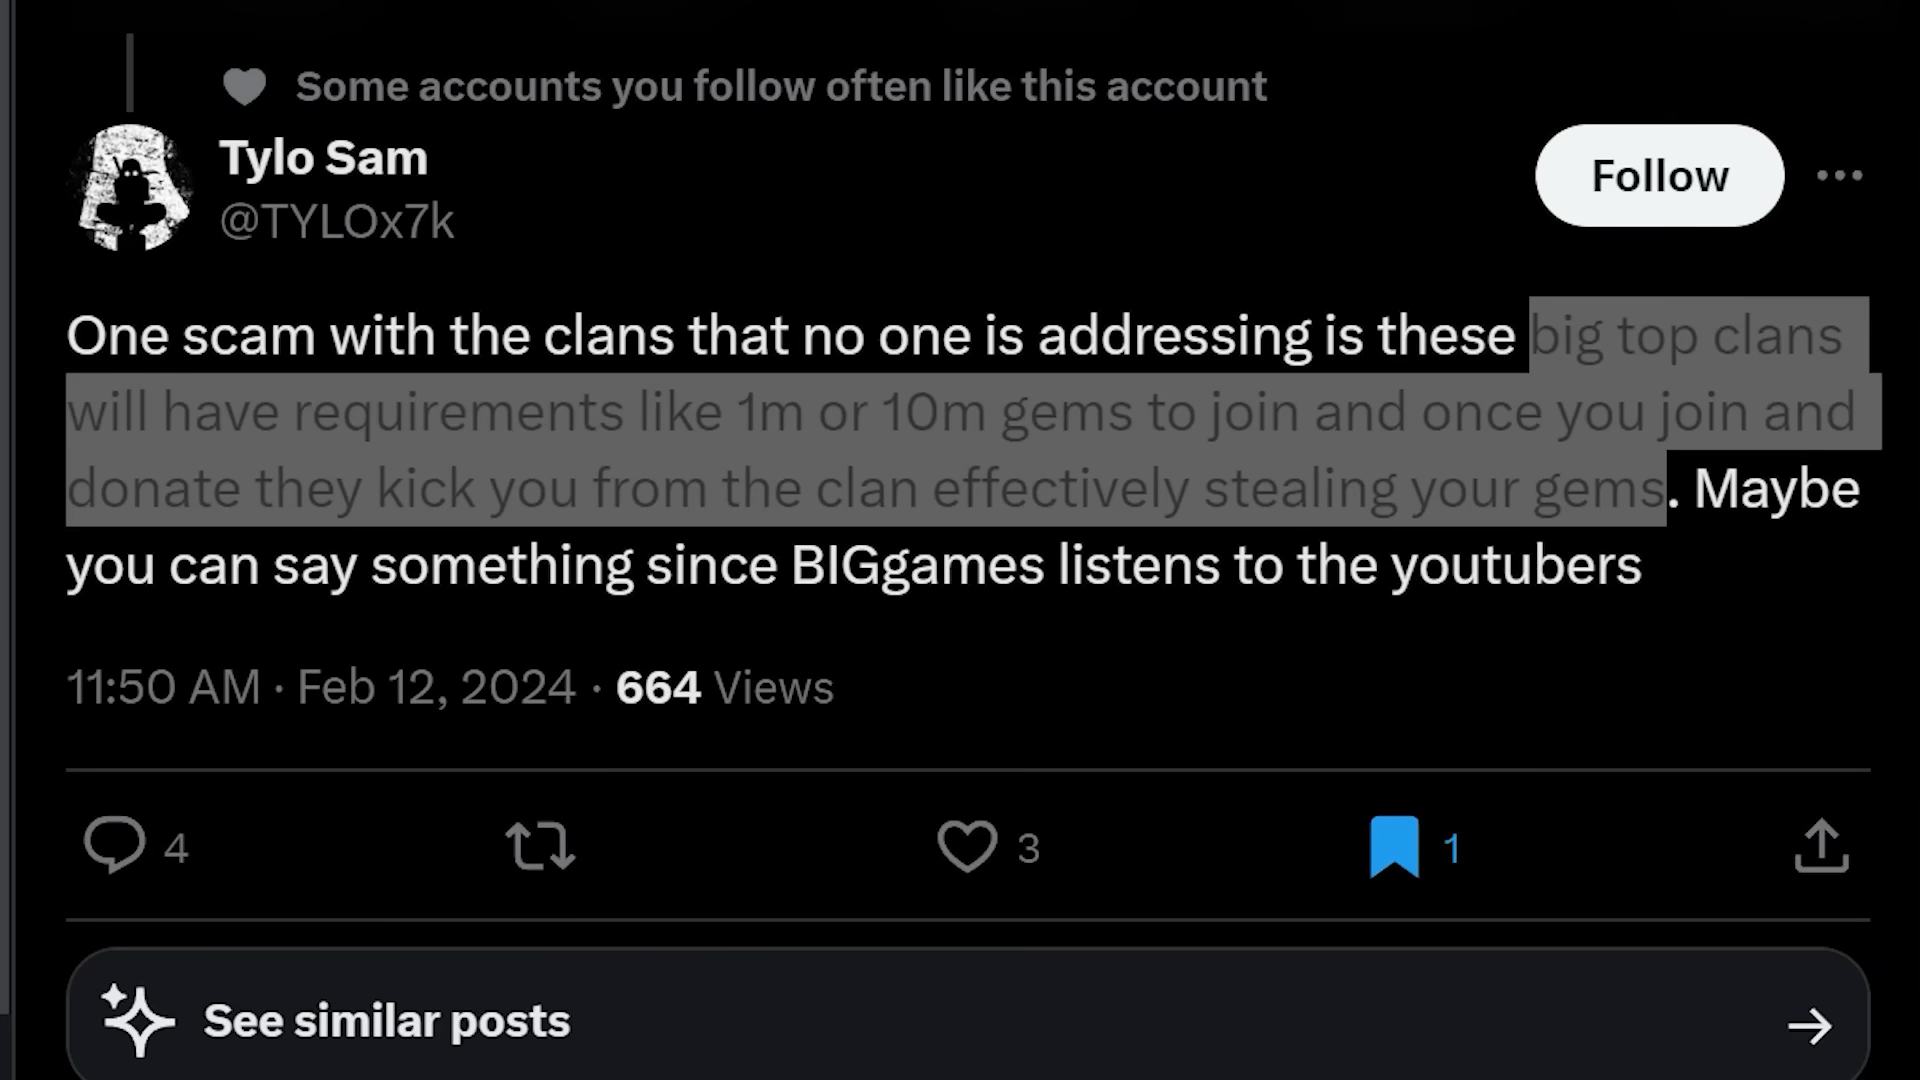 Some accounts you follow often like this account
Tylo Sam
@TYLOx7k
Follow
One scam with the clans that no one is addressing is these big top clans
will have requirements like 1m or 10m gems to join and once you join and
donate they kick you from the clan effectively stealing your gems. Maybe
you can say something since BIGgames listens to the youtubers
11:50 AM · Feb 12, 2024 · 664 Views
4
3
1
See similar posts